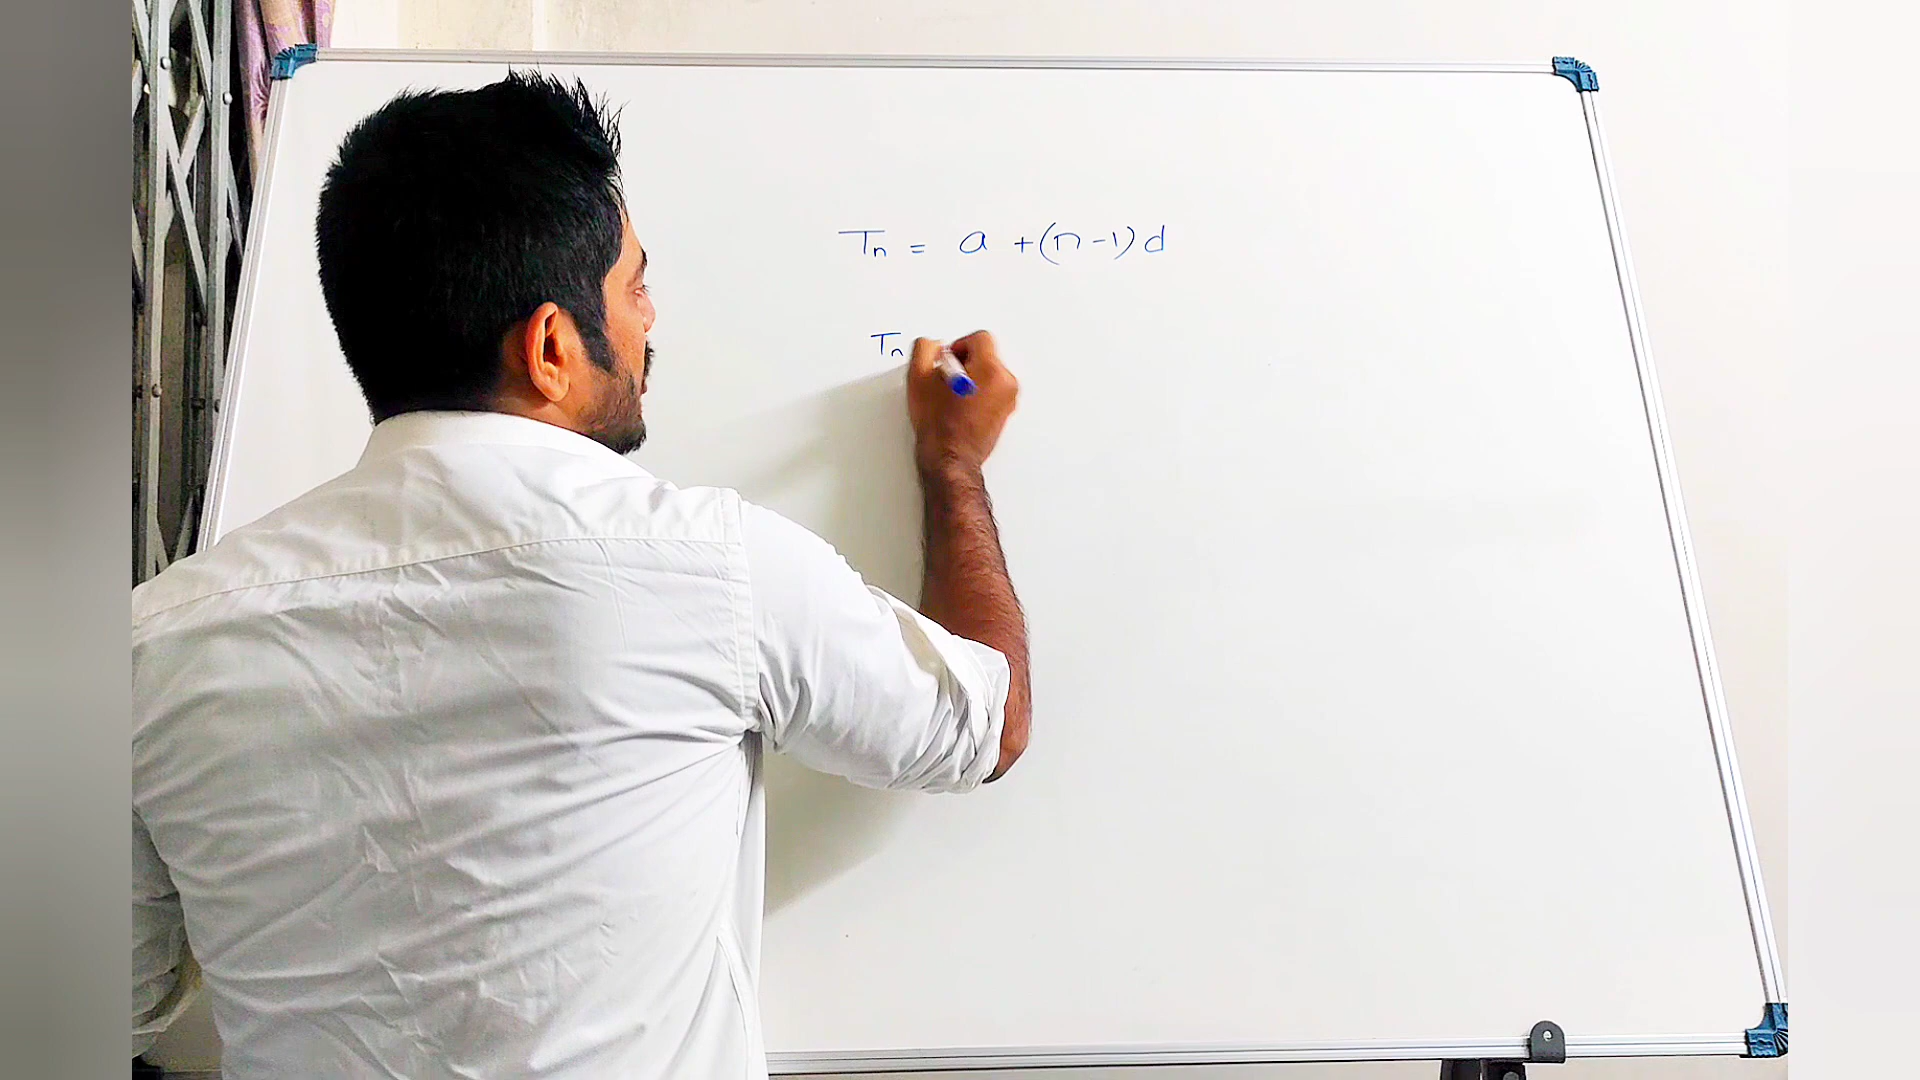 Tn = a +(n-1)d
Tn